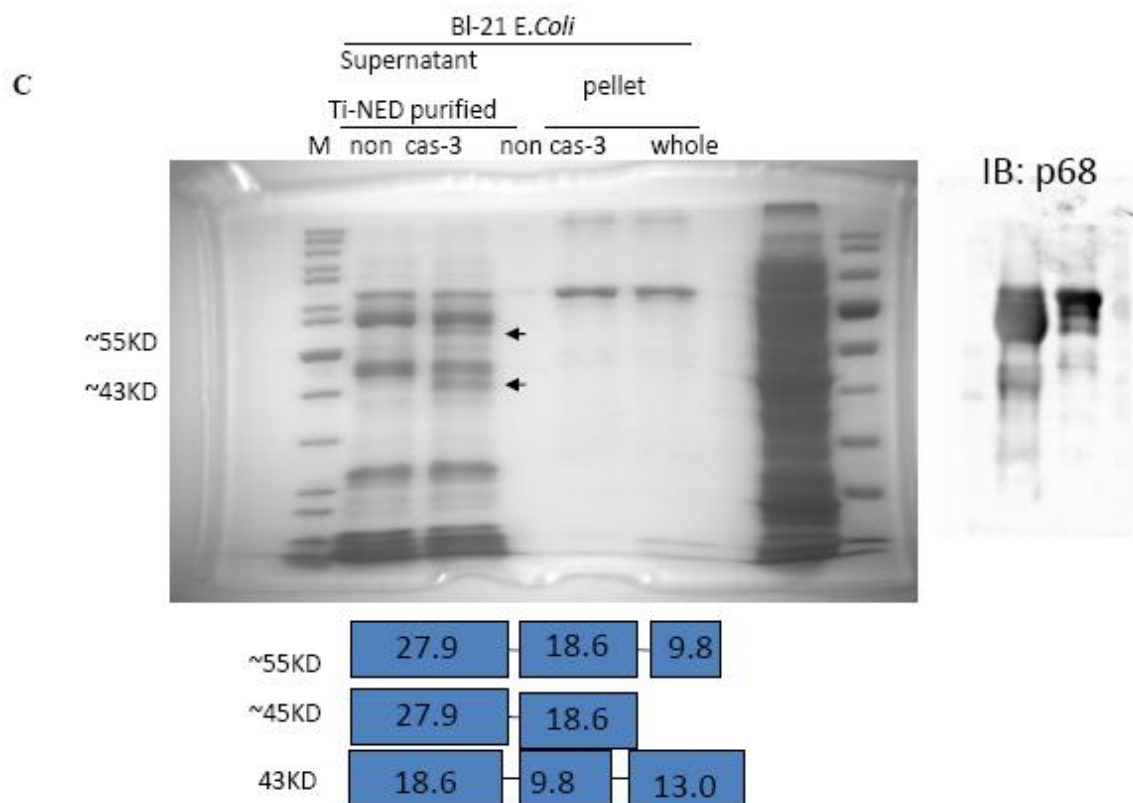 Bl-21 E.Coli
Supernatant
C
pellet
Ti-NED purified
M non cas-3 non cas-3 whole
IB: p68
~55KD
~43KD
~55KD 27.9 18.6 9.8
~45KD 27.9 18.6
43KD 18.6 9.8 13.0